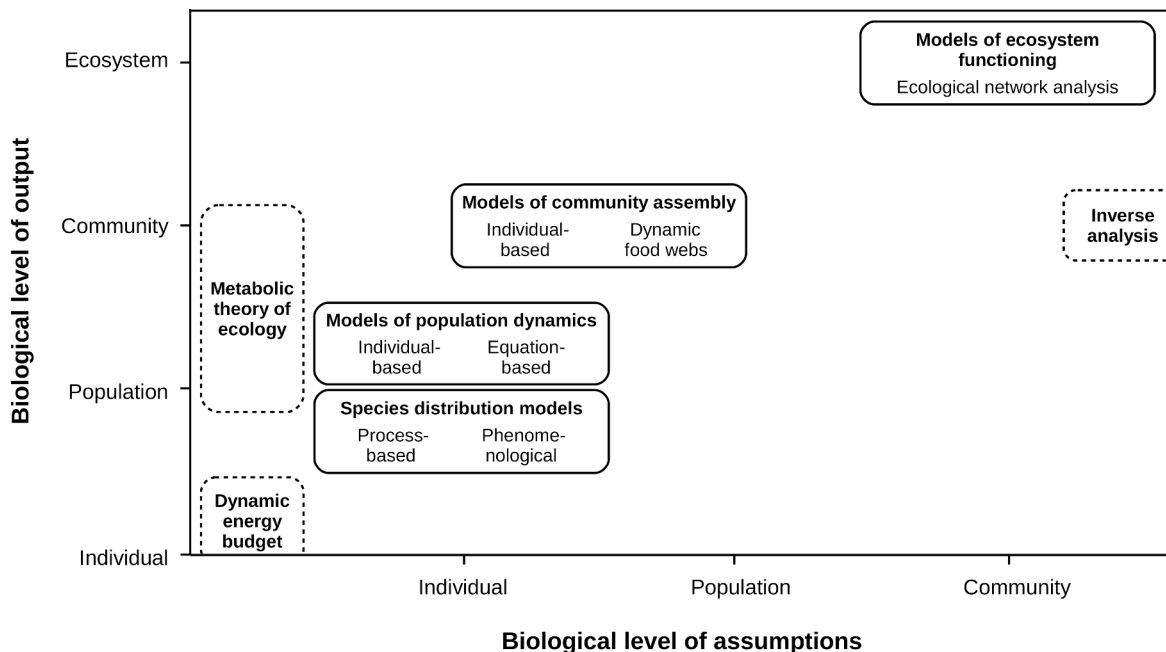 Biological level of output
Ecosystem
Community
Population
Individual
Models of ecosystem
functioning
Ecological network analysis
Models of community assembly
Individual-
based
Dynamic
food webs
Inverse
analysis
Metabolic
theory of
ecology
Models of population dynamics
Individual-
based
Equation-
based
Species distribution models
Process-
based
Phenome-
nological
Dynamic
energy
budget
Individual
Population
Community
Biological level of assumptions